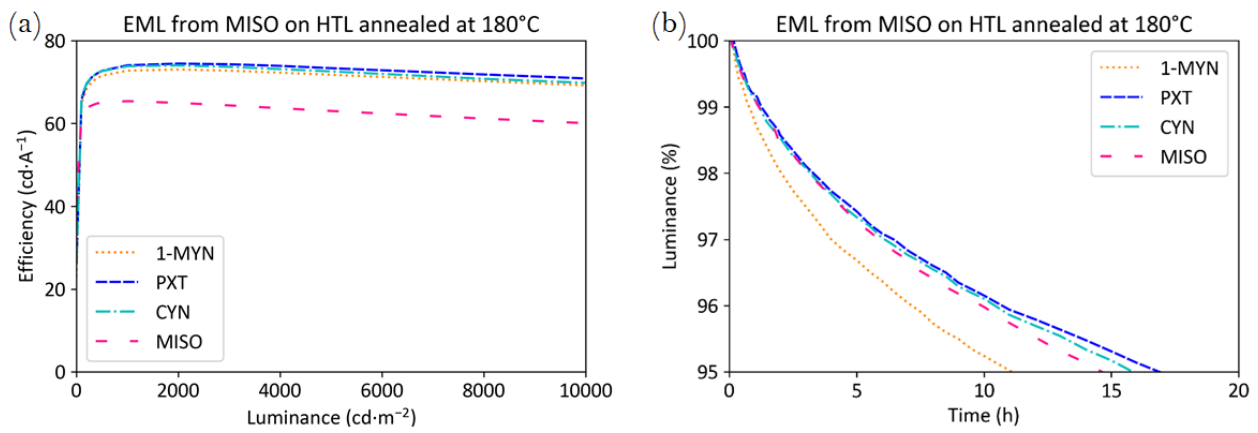 (a)
EML from MISO on HTL annealed at 180°C
80
60
40
20
0
Efficiency (cd·A⁻¹)
1-MYN
PXT
CYN
MISO
0
2000
4000
6000
8000
10000
Luminance (cd·m⁻²)
(b)
EML from MISO on HTL annealed at 180°C
100
99
98
97
96
95
Luminance (%)
1-MYN
PXT
CYN
MISO
0
5
10
15
20
Time (h)